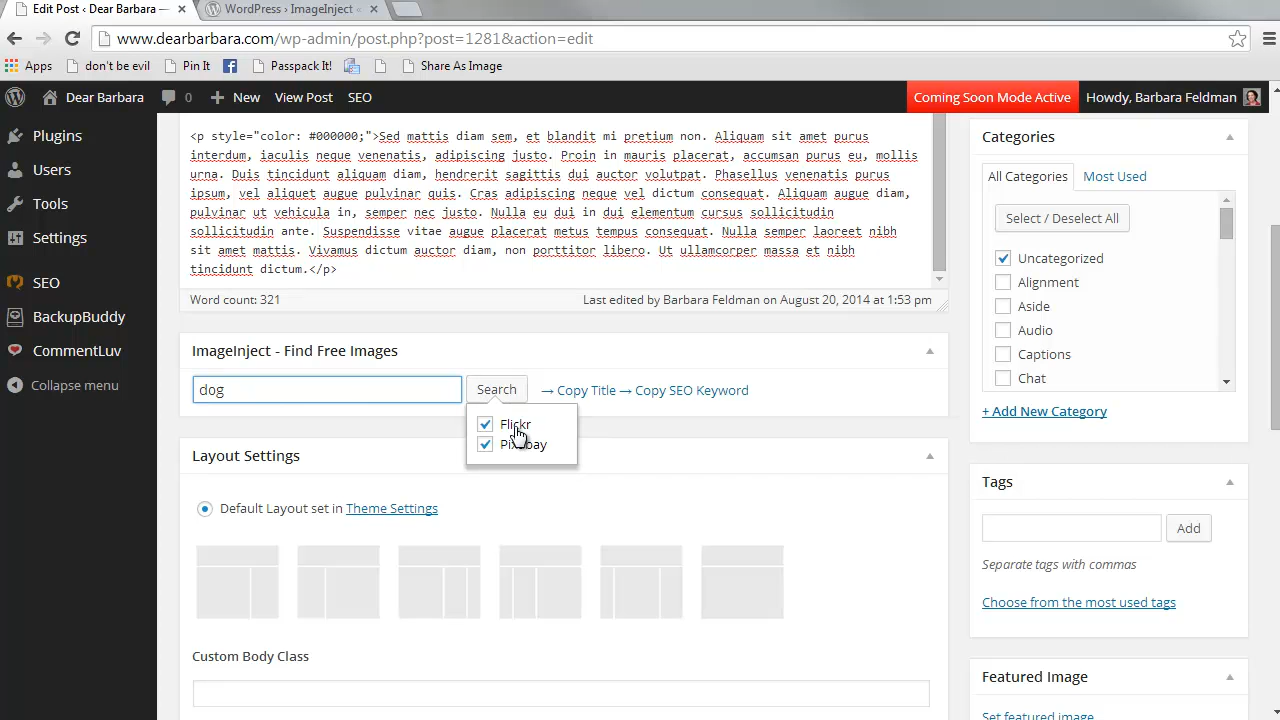 Edit Post ‹ Dear Barbara —
WordPress › ImageInject «
www.dearbarbara.com/wp-admin/post.php?post=1281&action=edit
Apps
don't be evil
Pin It
Passpack It!
Share As Image
Dear Barbara
0
New
View Post
SEO
Coming Soon Mode Active
Howdy, Barbara Feldman
Plugins
Users
Tools
Settings
SEO
BackupBuddy
CommentLuv
Collapse menu
<p style="color: #000000;">Sed mattis diam sem, et blandit mi pretium non. Aliquam sit amet purus
interdum, iaculis neque venenatis, adipiscing justo. Proin in mauris placerat, accumsan purus eu, mollis
urna. Duis tincidunt aliquam diam, hendrerit sagittis dui auctor volutpat. Phasellus venenatis purus
ipsum, vel aliquet augue pulvinar quis. Cras adipiscing neque vel dictum consequat. Aliquam augue diam,
pulvinar ut vehicula in, semper nec justo. Nulla eu dui in dui elementum cursus sollicitudin
sollicitudin ante. Suspendisse vitae augue placerat metus tempus consequat. Nulla semper laoreet nibh
sit amet mattis. Vivamus dictum auctor diam, non porttitor libero. Ut ullamcorper massa et nibh
tincidunt dictum.</p>
Word count: 321
Last edited by Barbara Feldman on August 20, 2014 at 1:53 pm
ImageInject - Find Free Images
dog
Search
→ Copy Title → Copy SEO Keyword
Flickr
Pixabay
Layout Settings
Default Layout set in Theme Settings
Custom Body Class
Categories
All Categories
Most Used
Select / Deselect All
Uncategorized
Alignment
Aside
Audio
Captions
Chat
+ Add New Category
Tags
Add
Separate tags with commas
Choose from the most used tags
Featured Image
Set featured image